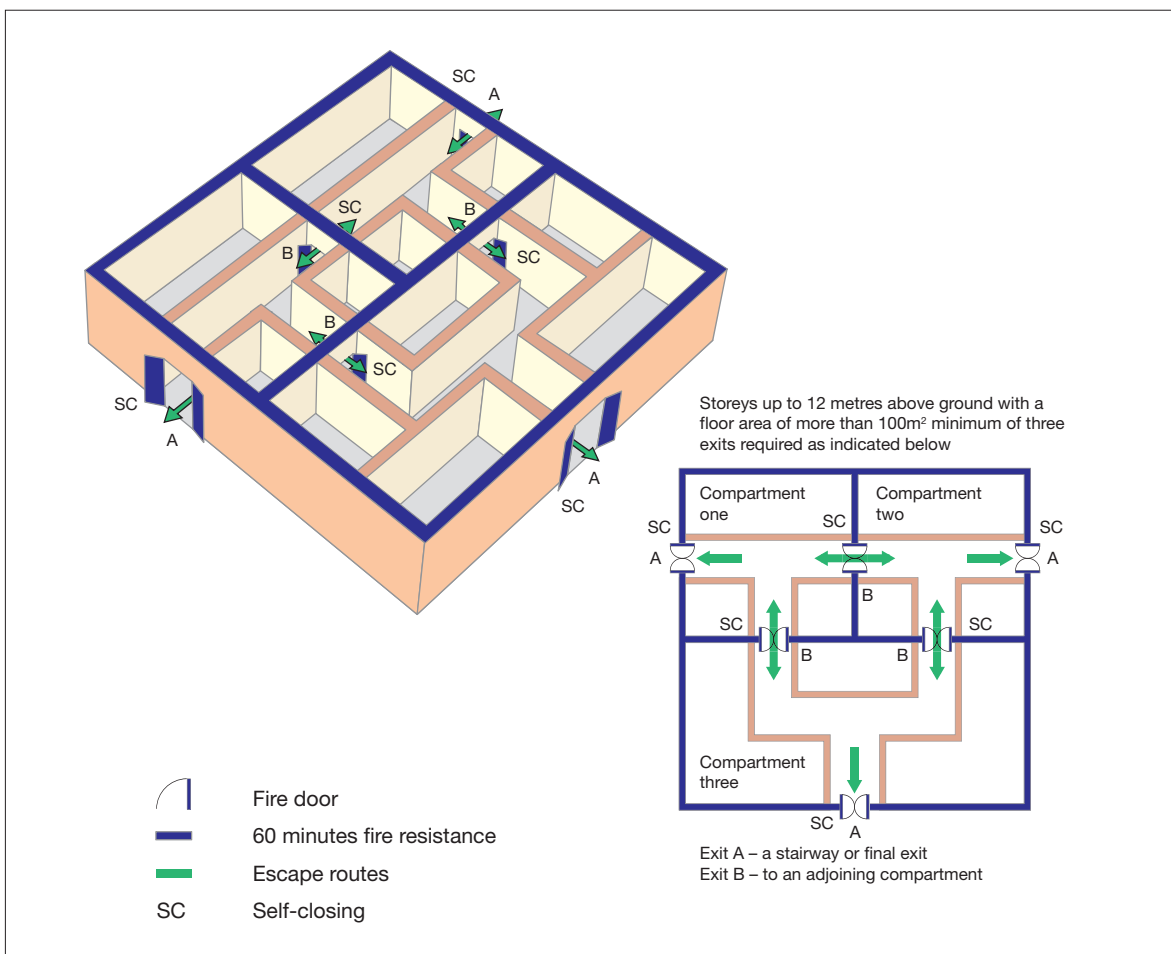 SC
A
SC
B
B
SC
B
SC
SC
A
A
SC
Storeys up to 12 metres above ground with a
floor area of more than 100m² minimum of three
exits required as indicated below
Compartment
one
Compartment
two
SC
SC
SC
A
A
B
SC
SC
B
B
Compartment
three
SC
A
Exit A – a stairway or final exit
Exit B – to an adjoining compartment
Fire door
60 minutes fire resistance
Escape routes
SC
Self-closing